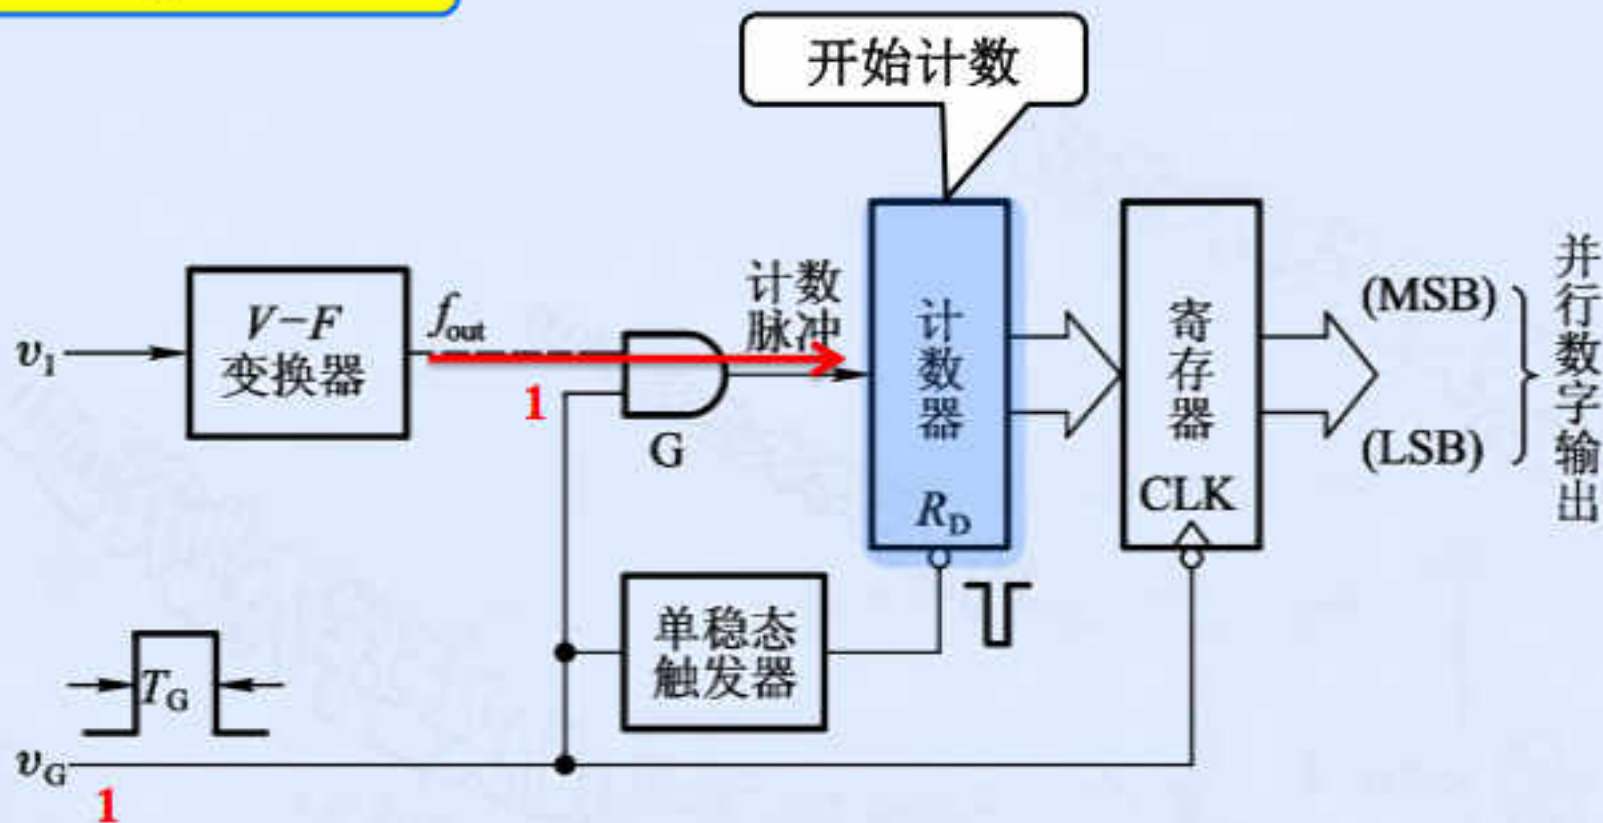 开始计数
V-F
变换器
v_I
f_out
1
计数
脉冲
G
计
数
器
R_D
寄
存
器
CLK
(MSB)
(LSB)
并
行
数
字
输
出
单稳态
触发器
T_G
v_G
1